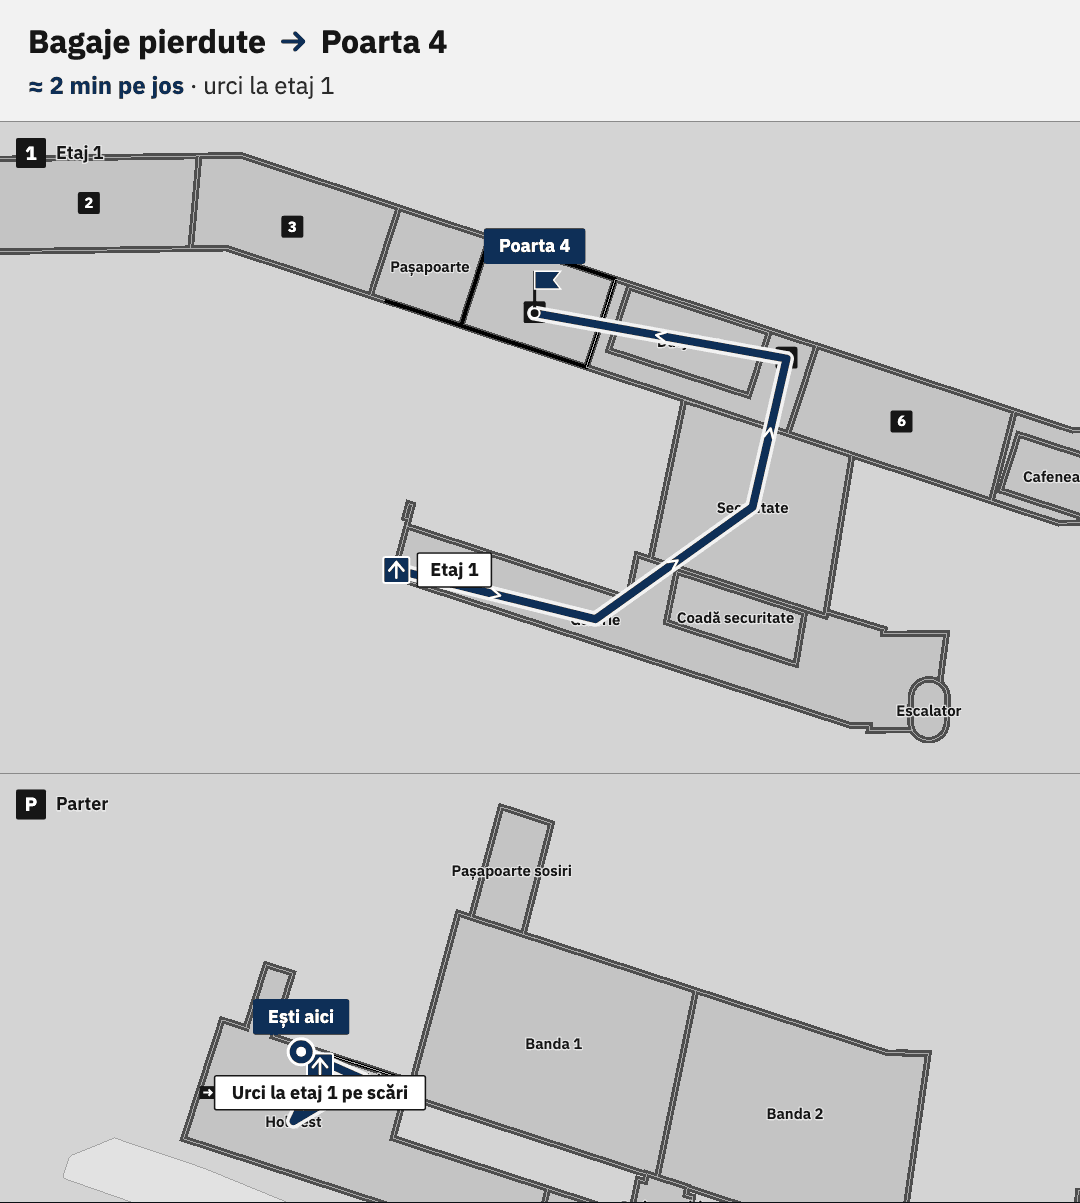 Bagaje pierdute → Poarta 4
≈ 2 min pe jos · urci la etaj 1
1 Etaj 1
2
3
Poarta 4
Pașapoarte
6
Cafenea
Securitate
Etaj 1
Coadă securitate
Escalator
P Parter
Pașapoarte sosiri
Ești aici
Banda 1
Urci la etaj 1 pe scări
Banda 2